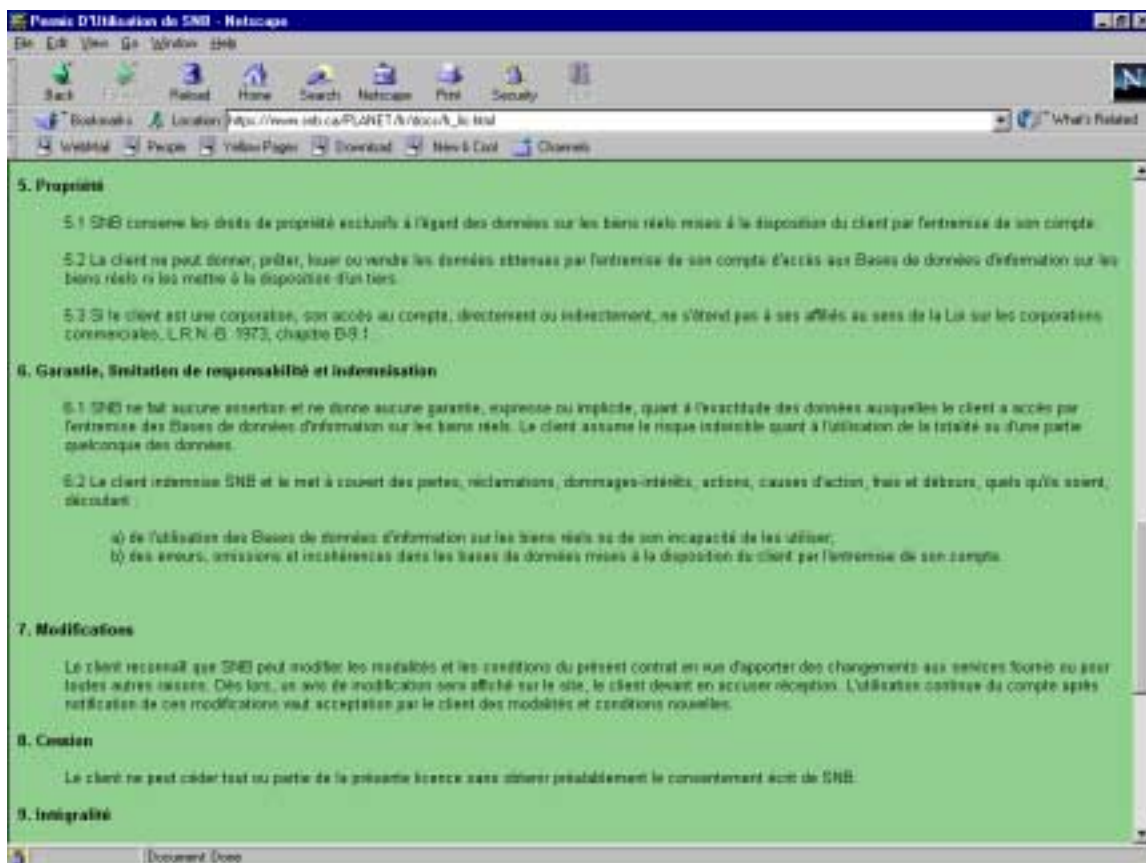 Permis D'Utilisation de SNB - Netscape
File Edit View Go Window Help
Back Reload Home Search Netscape Print Security
Bookmarks Location: What's Related
WebMail People Yellow Pages Download New & Cool Channels
5. Propriété
5.1 SNB conserve les droits de propriété exclusifs à l'égard des données sur les biens réels mises à la disposition du client par l'entremise de son compte.
5.2 Le client ne peut donner, prêter, louer ou vendre les données obtenues par l'entremise de son compte d'accès aux Bases de données d'information sur les
biens réels ni les mettre à la disposition d'un tiers.
5.3 Si le client est une corporation, son accès au compte, directement ou indirectement, ne s'étend pas à ses affiliés au sens de la Loi sur les corporations
commerciales, L.R.N.-B. 1973, chapitre B-9.1.
6. Garantie, limitation de responsabilité et indemnisation
6.1 SNB ne fait aucune assertion et ne donne aucune garantie, expresse ou implicite, quant à l'exactitude des données auxquelles le client a accès par
l'entremise des Bases de données d'information sur les biens réels. Le client assume le risque indivisible quant à l'utilisation de la totalité ou d'une partie
quelconque des données.
6.2 Le client indemnise SNB et le met à couvert des pertes, réclamations, dommages-intérêts, actions, causes d'action, frais et débours, quels qu'ils soient,
découlant :
a) de l'utilisation des Bases de données d'information sur les biens réels ou de son incapacité de les utiliser;
b) des erreurs, omissions et incohérences dans les bases de données mises à la disposition du client par l'entremise de son compte.
7. Modifications
Le client reconnaît que SNB peut modifier les modalités et les conditions du présent contrat en vue d'apporter des changements aux services fournis ou pour
toutes autres raisons. Dès lors, un avis de modification sera affiché sur le site, le client devant en accuser réception. L'utilisation continue du compte après
notification de ces modifications vaut acceptation par le client des modalités et conditions nouvelles.
8. Cession
Le client ne peut céder tout ou partie de la présente licence sans obtenir préalablement le consentement écrit de SNB.
9. Intégralité
Document: Done